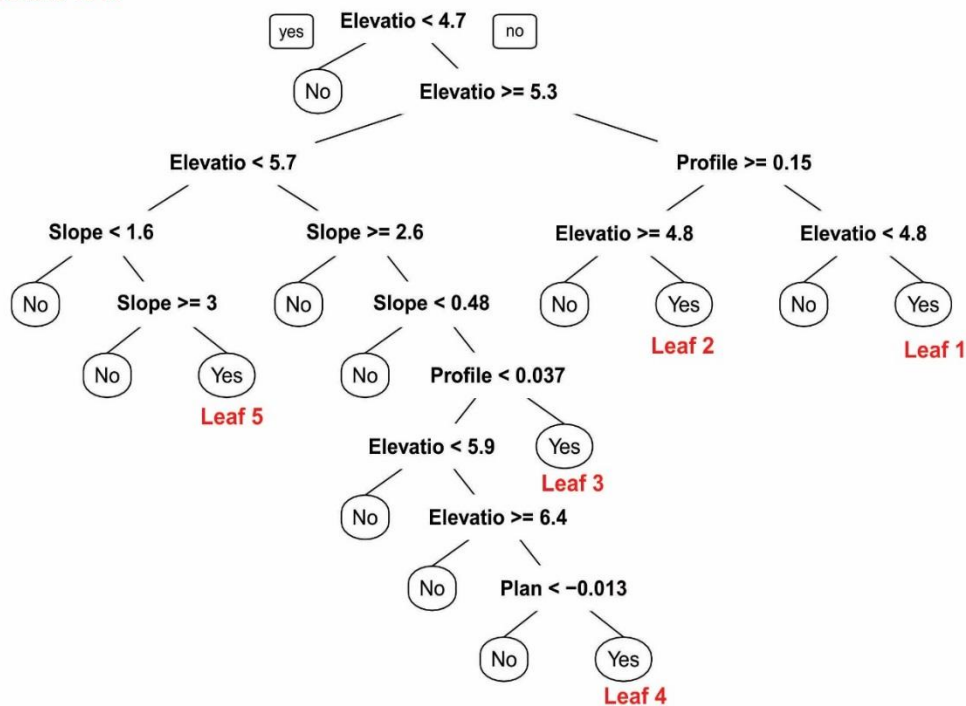 Elevatio < 4.7
yes
no
No
Elevatio >= 5.3
Elevatio < 5.7
Profile >= 0.15
Slope < 1.6
Slope >= 2.6
Elevatio >= 4.8
Elevatio < 4.8
No
Slope >= 3
No
Slope < 0.48
No
Yes
No
Yes
Leaf 2
Leaf 1
No
Yes
No
Profile < 0.037
Leaf 5
Elevatio < 5.9
Yes
Leaf 3
No
Elevatio >= 6.4
No
Plan < −0.013
No
Yes
Leaf 4